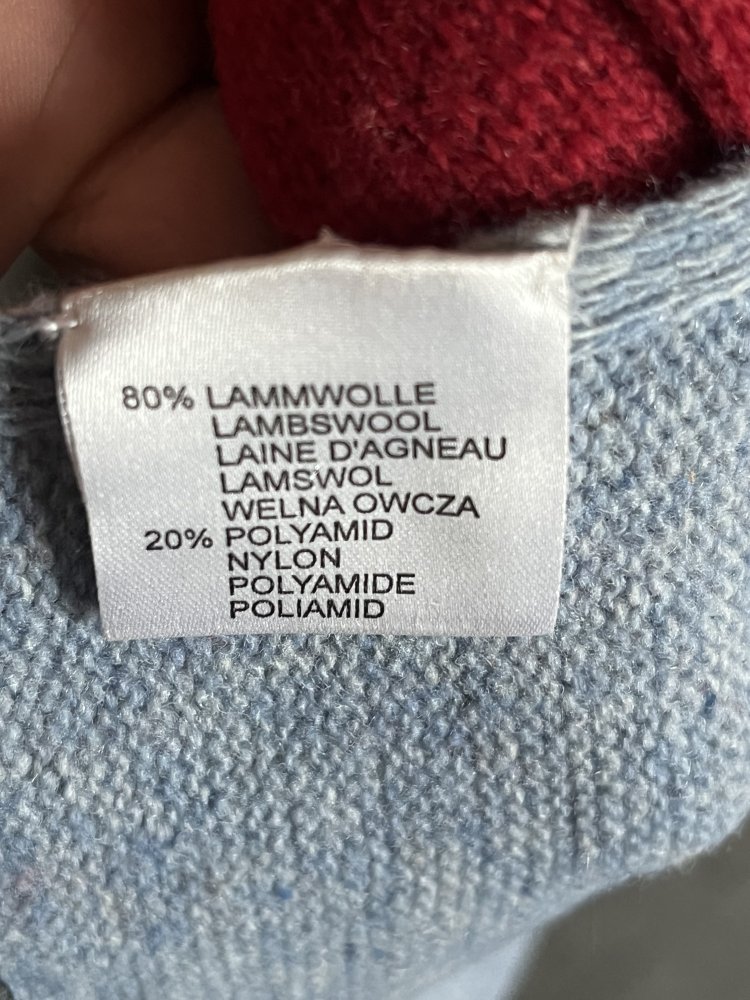 80% LAMMWOLLE
LAMBSWOOL
LAINE D'AGNEAU
LAMSWOL
WELNA OWCZA
20% POLYAMID
NYLON
POLYAMIDE
POLIAMID